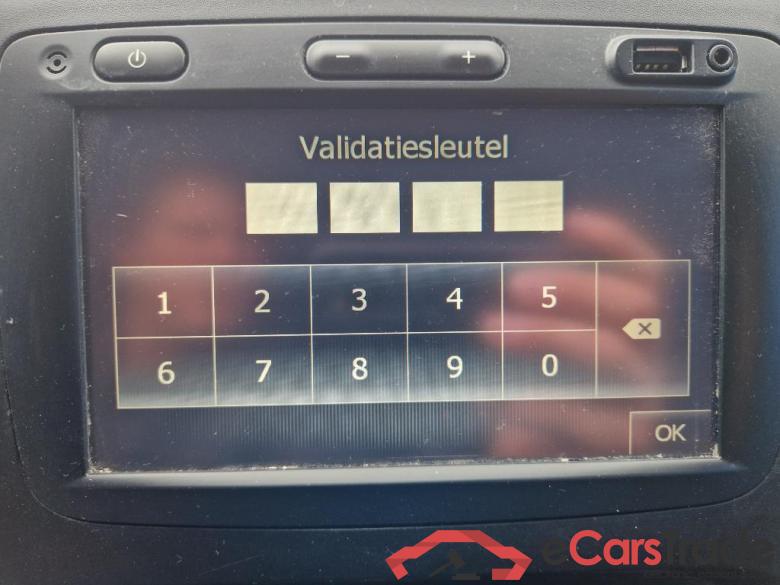 − +
Validatiesleutel
1 2 3 4 5
6 7 8 9 0
OK
eCarsTrade